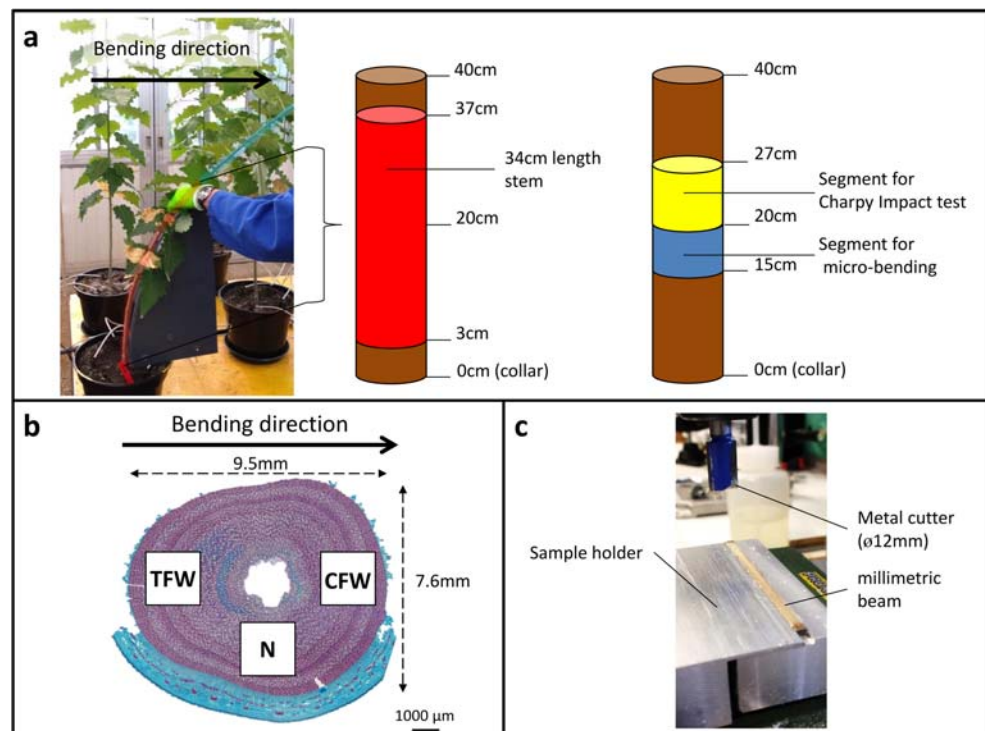 a
Bending direction
40cm
37cm
34cm length
stem
20cm
3cm
0cm (collar)
40cm
27cm
Segment for
Charpy Impact test
20cm
Segment for
micro-bending
15cm
0cm (collar)
b
Bending direction
9.5mm
TFW
CFW
N
7.6mm
1000 µm
c
Metal cutter
(ø12mm)
Sample holder
millimetric
beam